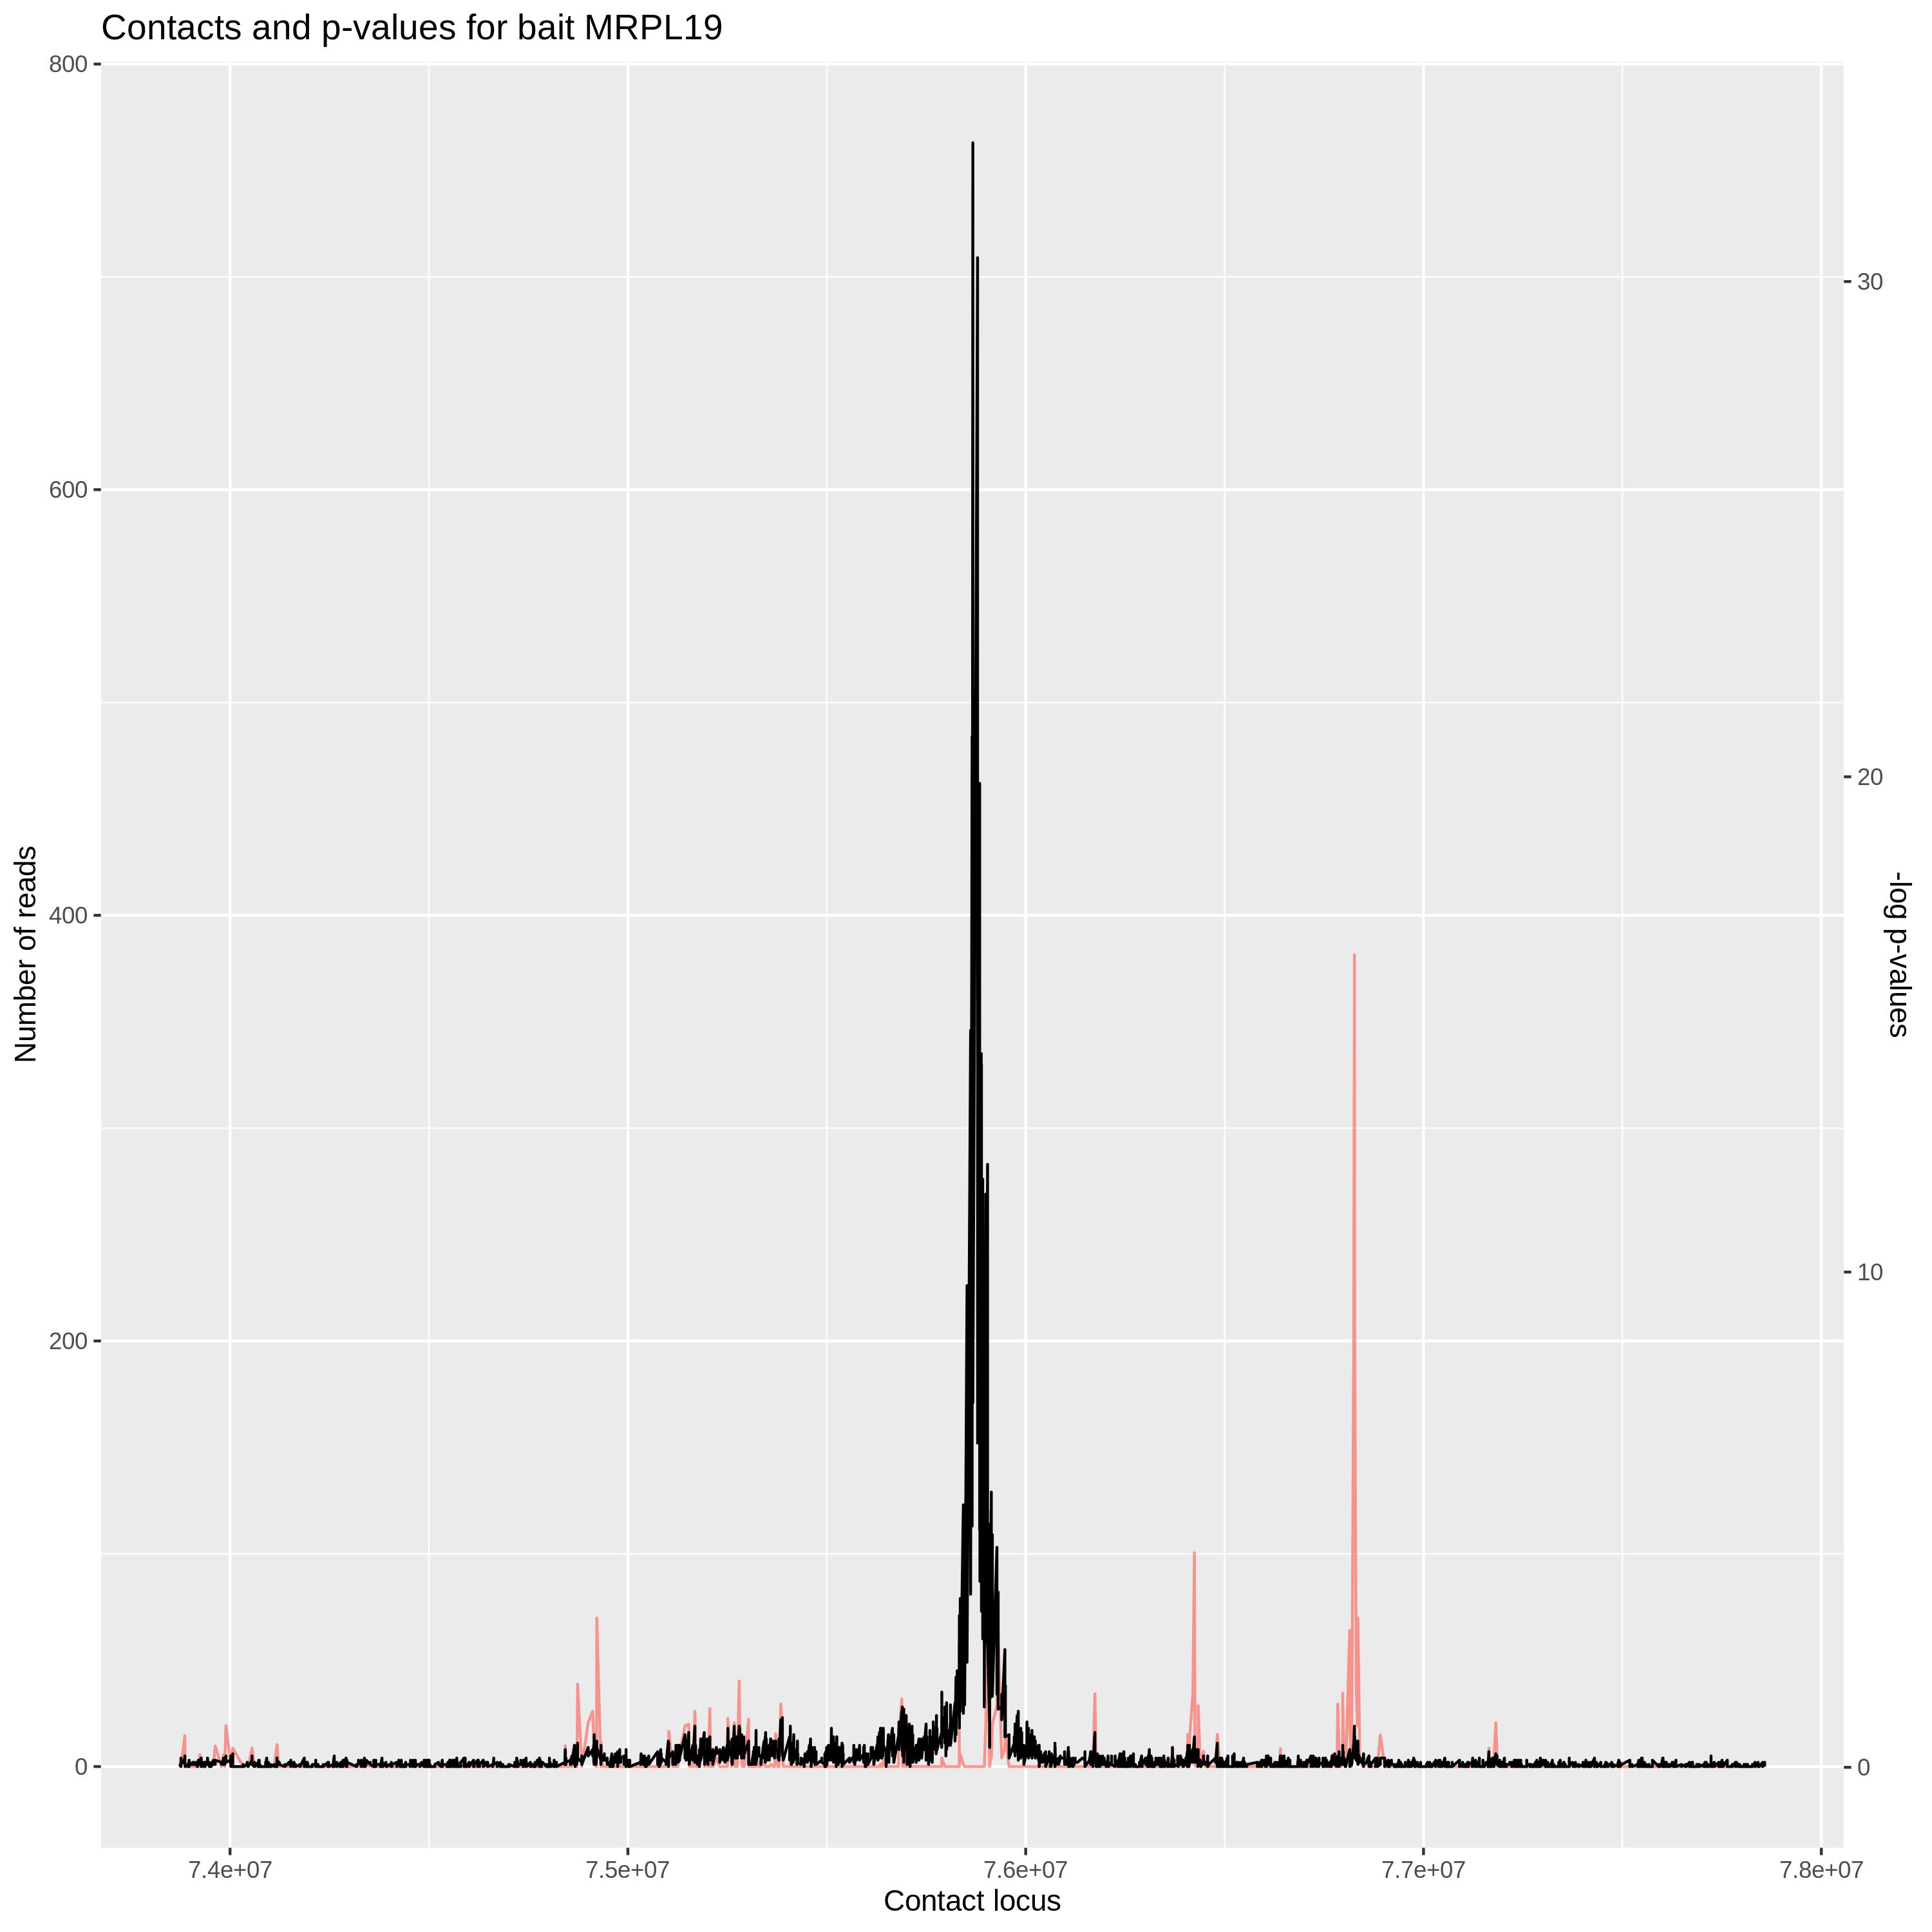 Contacts and p-values for bait MRPL19
800
600
400
200
0
Number of reads
30
20
10
0
-log p-values
7.4e+07
7.5e+07
7.6e+07
7.7e+07
7.8e+07
Contact locus